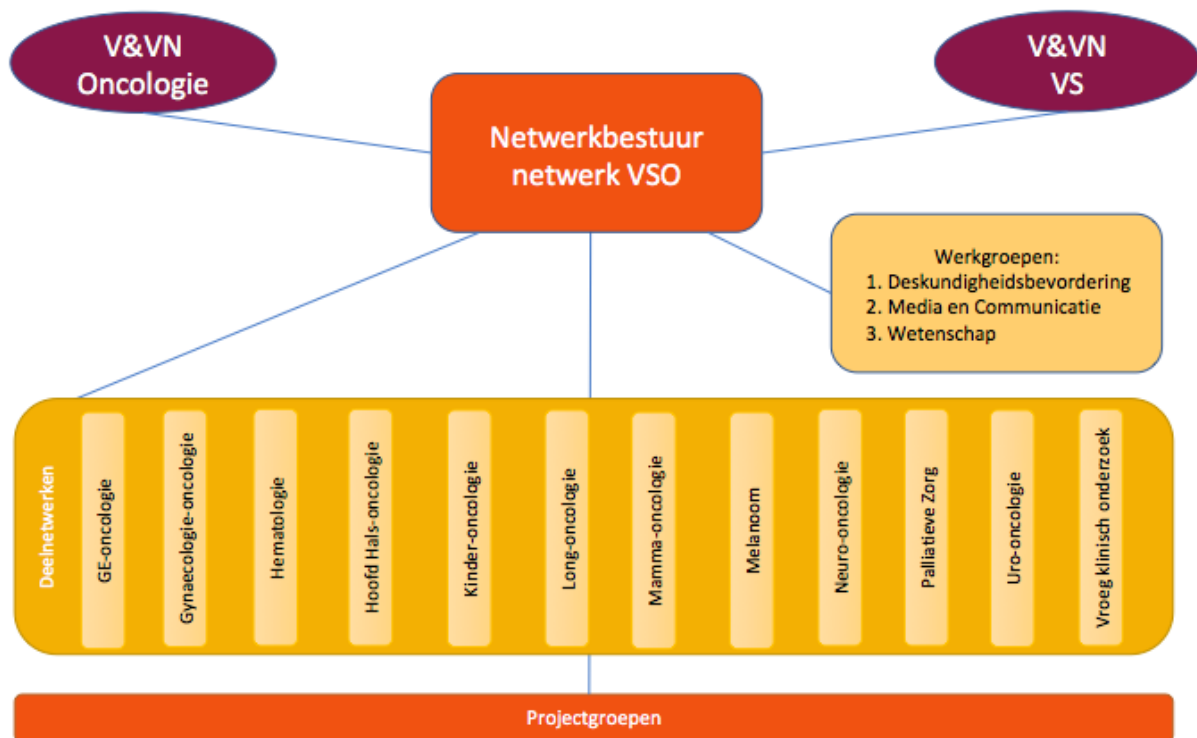 V&VN
Oncologie
V&VN
VS
Netwerkbestuur
netwerk VSO
Werkgroepen:
1. Deskundigheidsbevordering
2. Media en Communicatie
3. Wetenschap
Deelnetwerken
GE-oncologie
Gynaecologie-oncologie
Hematologie
Hoofd Hals-oncologie
Kinder-oncologie
Long-oncologie
Mamma-oncologie
Melanoom
Neuro-oncologie
Palliatieve Zorg
Uro-oncologie
Vroeg klinisch onderzoek
Projectgroepen